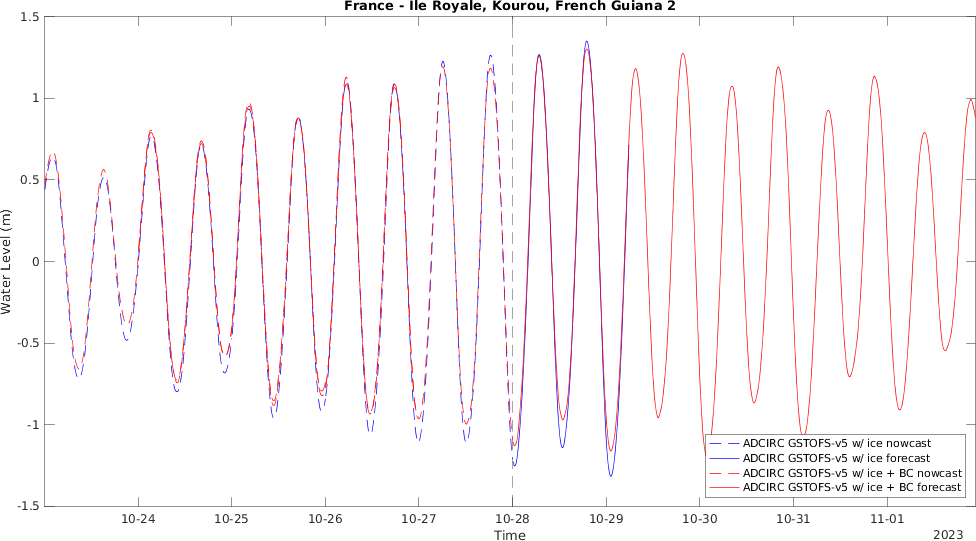 France - Ile Royale, Kourou, French Guiana 2
1.5
1
0.5
0
-0.5
-1
-1.5
Water Level (m)
10-24
10-25
10-26
10-27
10-28
10-29
10-30
10-31
11-01
Time
2023
ADCIRC GSTOFS-v5 w/ ice nowcast
ADCIRC GSTOFS-v5 w/ ice forecast
ADCIRC GSTOFS-v5 w/ ice + BC nowcast
ADCIRC GSTOFS-v5 w/ ice + BC forecast